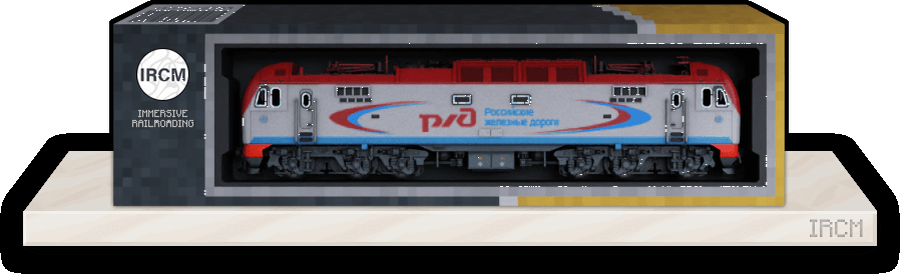 IRCM
IMMERSIVE
RAILROADING
РЖД
Российские
железные дороги
IRCM